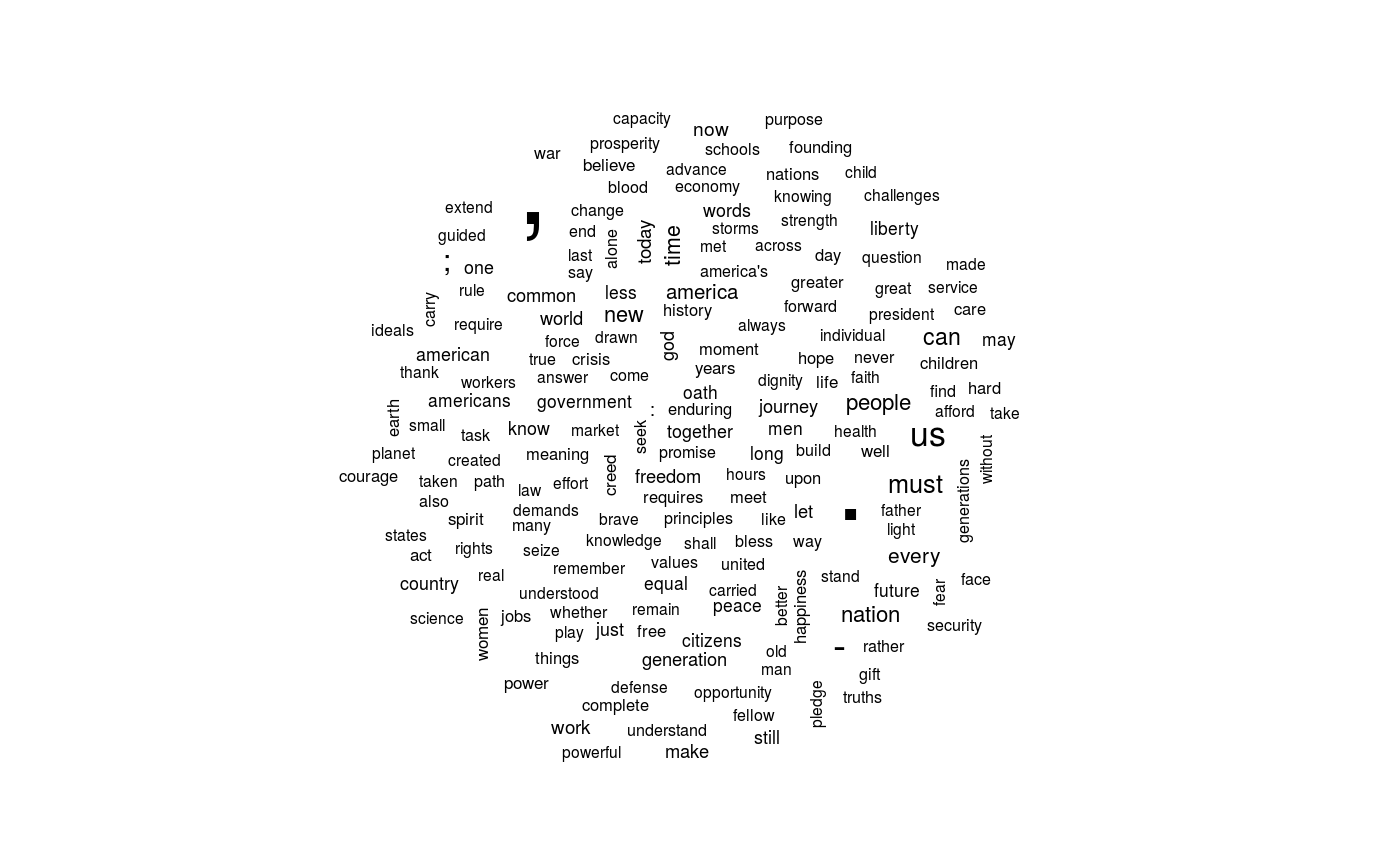 capacity purpose
now
prosperity schools founding
war
believe advance nations child
blood economy knowing challenges
extend , change words strength liberty
guided end alone today time storms
met across day question
; one last america's made
say
rule common less america greater great service
carry new history forward president care
ideals require world always
force drawn god individual can may
american true crisis moment hope never children
thank workers answer come years dignity life faith
americans government oath find hard
earth : enduring journey people afford take
small task know market seek together men health us
planet created meaning promise long build well without
courage taken path effort creed freedom hours upon must generations
also law requires meet
spirit demands brave principles like let . father
many light
states knowledge shall bless way
act rights seize every
remember values united
country real equal carried stand future fear face
understood better happiness
science women jobs whether remain peace nation
play just free citizens security
things generation old - rather
man gift
power defense opportunity pledge truths
complete fellow
work understand still
powerful make